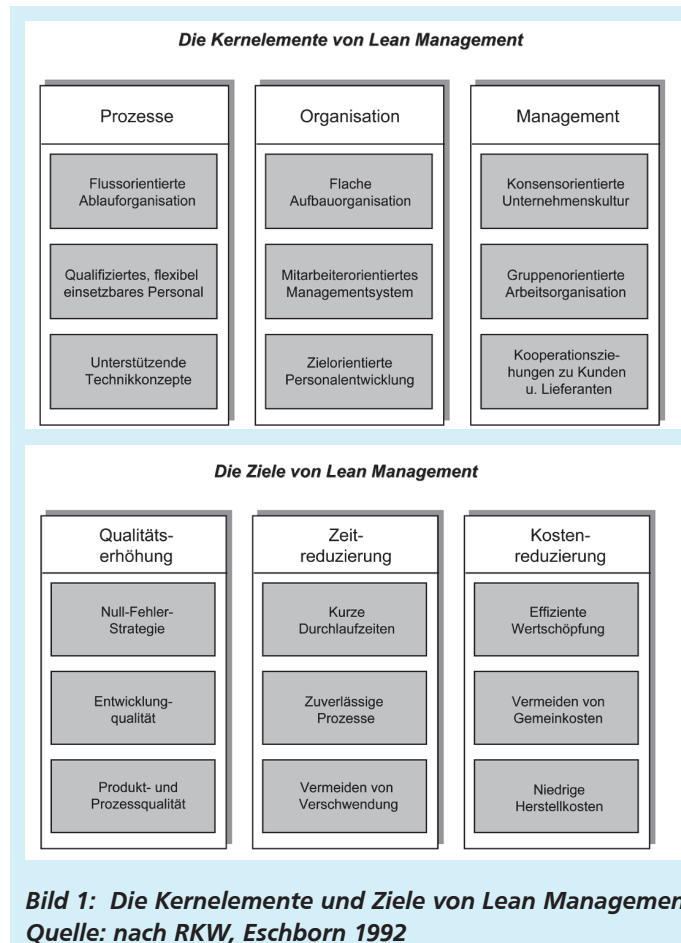 Die Kernelemente von Lean Management
Prozesse
Flussorientierte
Ablauforganisation
Qualifiziertes, flexibel
einsetzbares Personal
Unterstützende
Technikkonzepte
Organisation
Flache
Aufbauorganisation
Mitarbeiterorientiertes
Managementsystem
Zielorientierte
Personalentwicklung
Management
Konsensorientierte
Unternehmenskultur
Gruppenorientierte
Arbeitsorganisation
Kooperationszie-
hungen zu Kunden
u. Lieferanten
Die Ziele von Lean Management
Qualitäts-
erhöhung
Null-Fehler-
Strategie
Entwicklung-
qualität
Produkt- und
Prozessqualität
Zeit-
reduzierung
Kurze
Durchlaufzeiten
Zuverlässige
Prozesse
Vermeiden von
Verschwendung
Kosten-
reduzierung
Effiziente
Wertschöpfung
Vermeiden von
Gemeinkosten
Niedrige
Herstellkosten
Bild 1: Die Kernelemente und Ziele von Lean Managemen
Quelle: nach RKW, Eschborn 1992